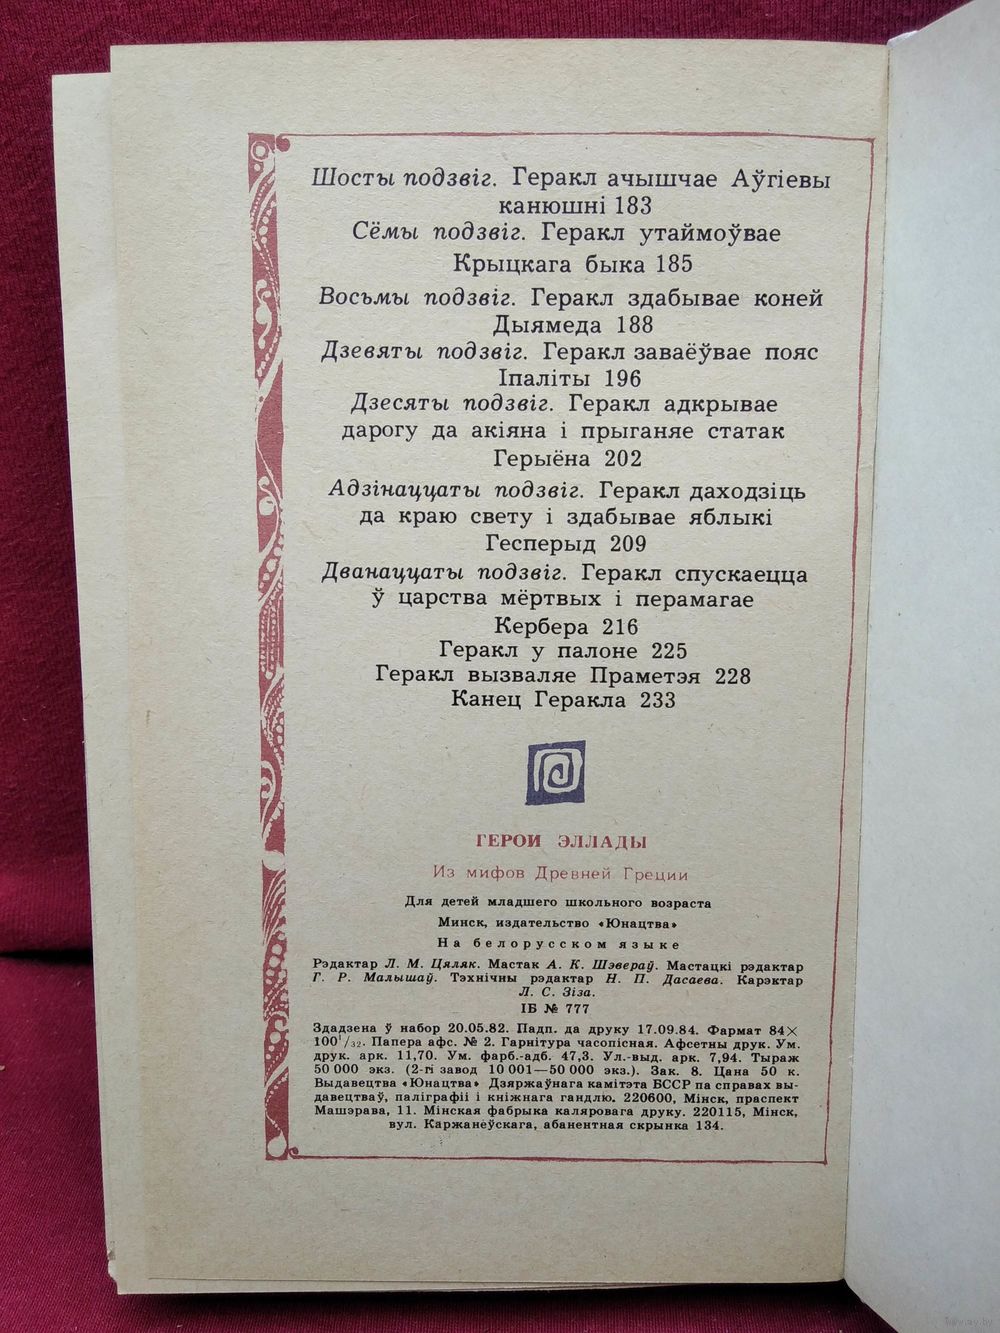 Шосты подзвіг. Геракл ачышчае Аўгіевы
канюшні 183
Сёмы подзвіг. Геракл утаймоўвае
Крыцкага быка 185
Восьмы подзвіг. Геракл здабывае коней
Дыямеда 188
Дзевяты подзвіг. Геракл заваёўвае пояс
Іпаліты 196
Дзесяты подзвіг. Геракл адкрывае
дарогу да акіяна і прыганяе статак
Герыёна 202
Адзінаццаты подзвіг. Геракл даходзіць
да краю свету і здабывае яблыкі
Гесперыд 209
Дванаццаты подзвіг. Геракл спускаецца
ў царства мёртвых і перамагае
Кербера 216
Геракл у палоне 225
Геракл вызваляе Праметэя 228
Канец Геракла 233
ГЕРОИ ЭЛЛАДЫ
Из мифов Древней Греции
Для детей младшего школьного возраста
Минск, издательство «Юнацтва»
На белорусском языке
Рэдактар Л. М. Цяляк. Мастак А. К. Шэвераў. Мастацкі рэдактар
Г. Р. Малышаў. Тэхнічны рэдактар Н. П. Дасаева. Карэктар
Л. С. Зіза.
ІБ № 777
Здадзена ў набор 20.05.82. Падп. да друку 17.09.84. Фармат 84×
100¹/₃₂. Папера афс. № 2. Гарнітура часопісная. Афсетны друк. Ум.
друк. арк. 11,70. Ум. фарб.-адб. 47,3. Ул.-выд. арк. 7,94. Тыраж
50 000 экз. (2-гі завод 10 001—50 000 экз.). Зак. 8. Цана 50 к.
Выдавецтва «Юнацтва» Дзяржаўнага камітэта БССР па справах вы-
давецтваў, паліграфіі і кніжнага гандлю. 220600, Мінск, праспект
Машэрава, 11. Мінская фабрыка каляровага друку. 220115, Мінск,
вул. Каржанеўскага, абанентная скрынка 134.